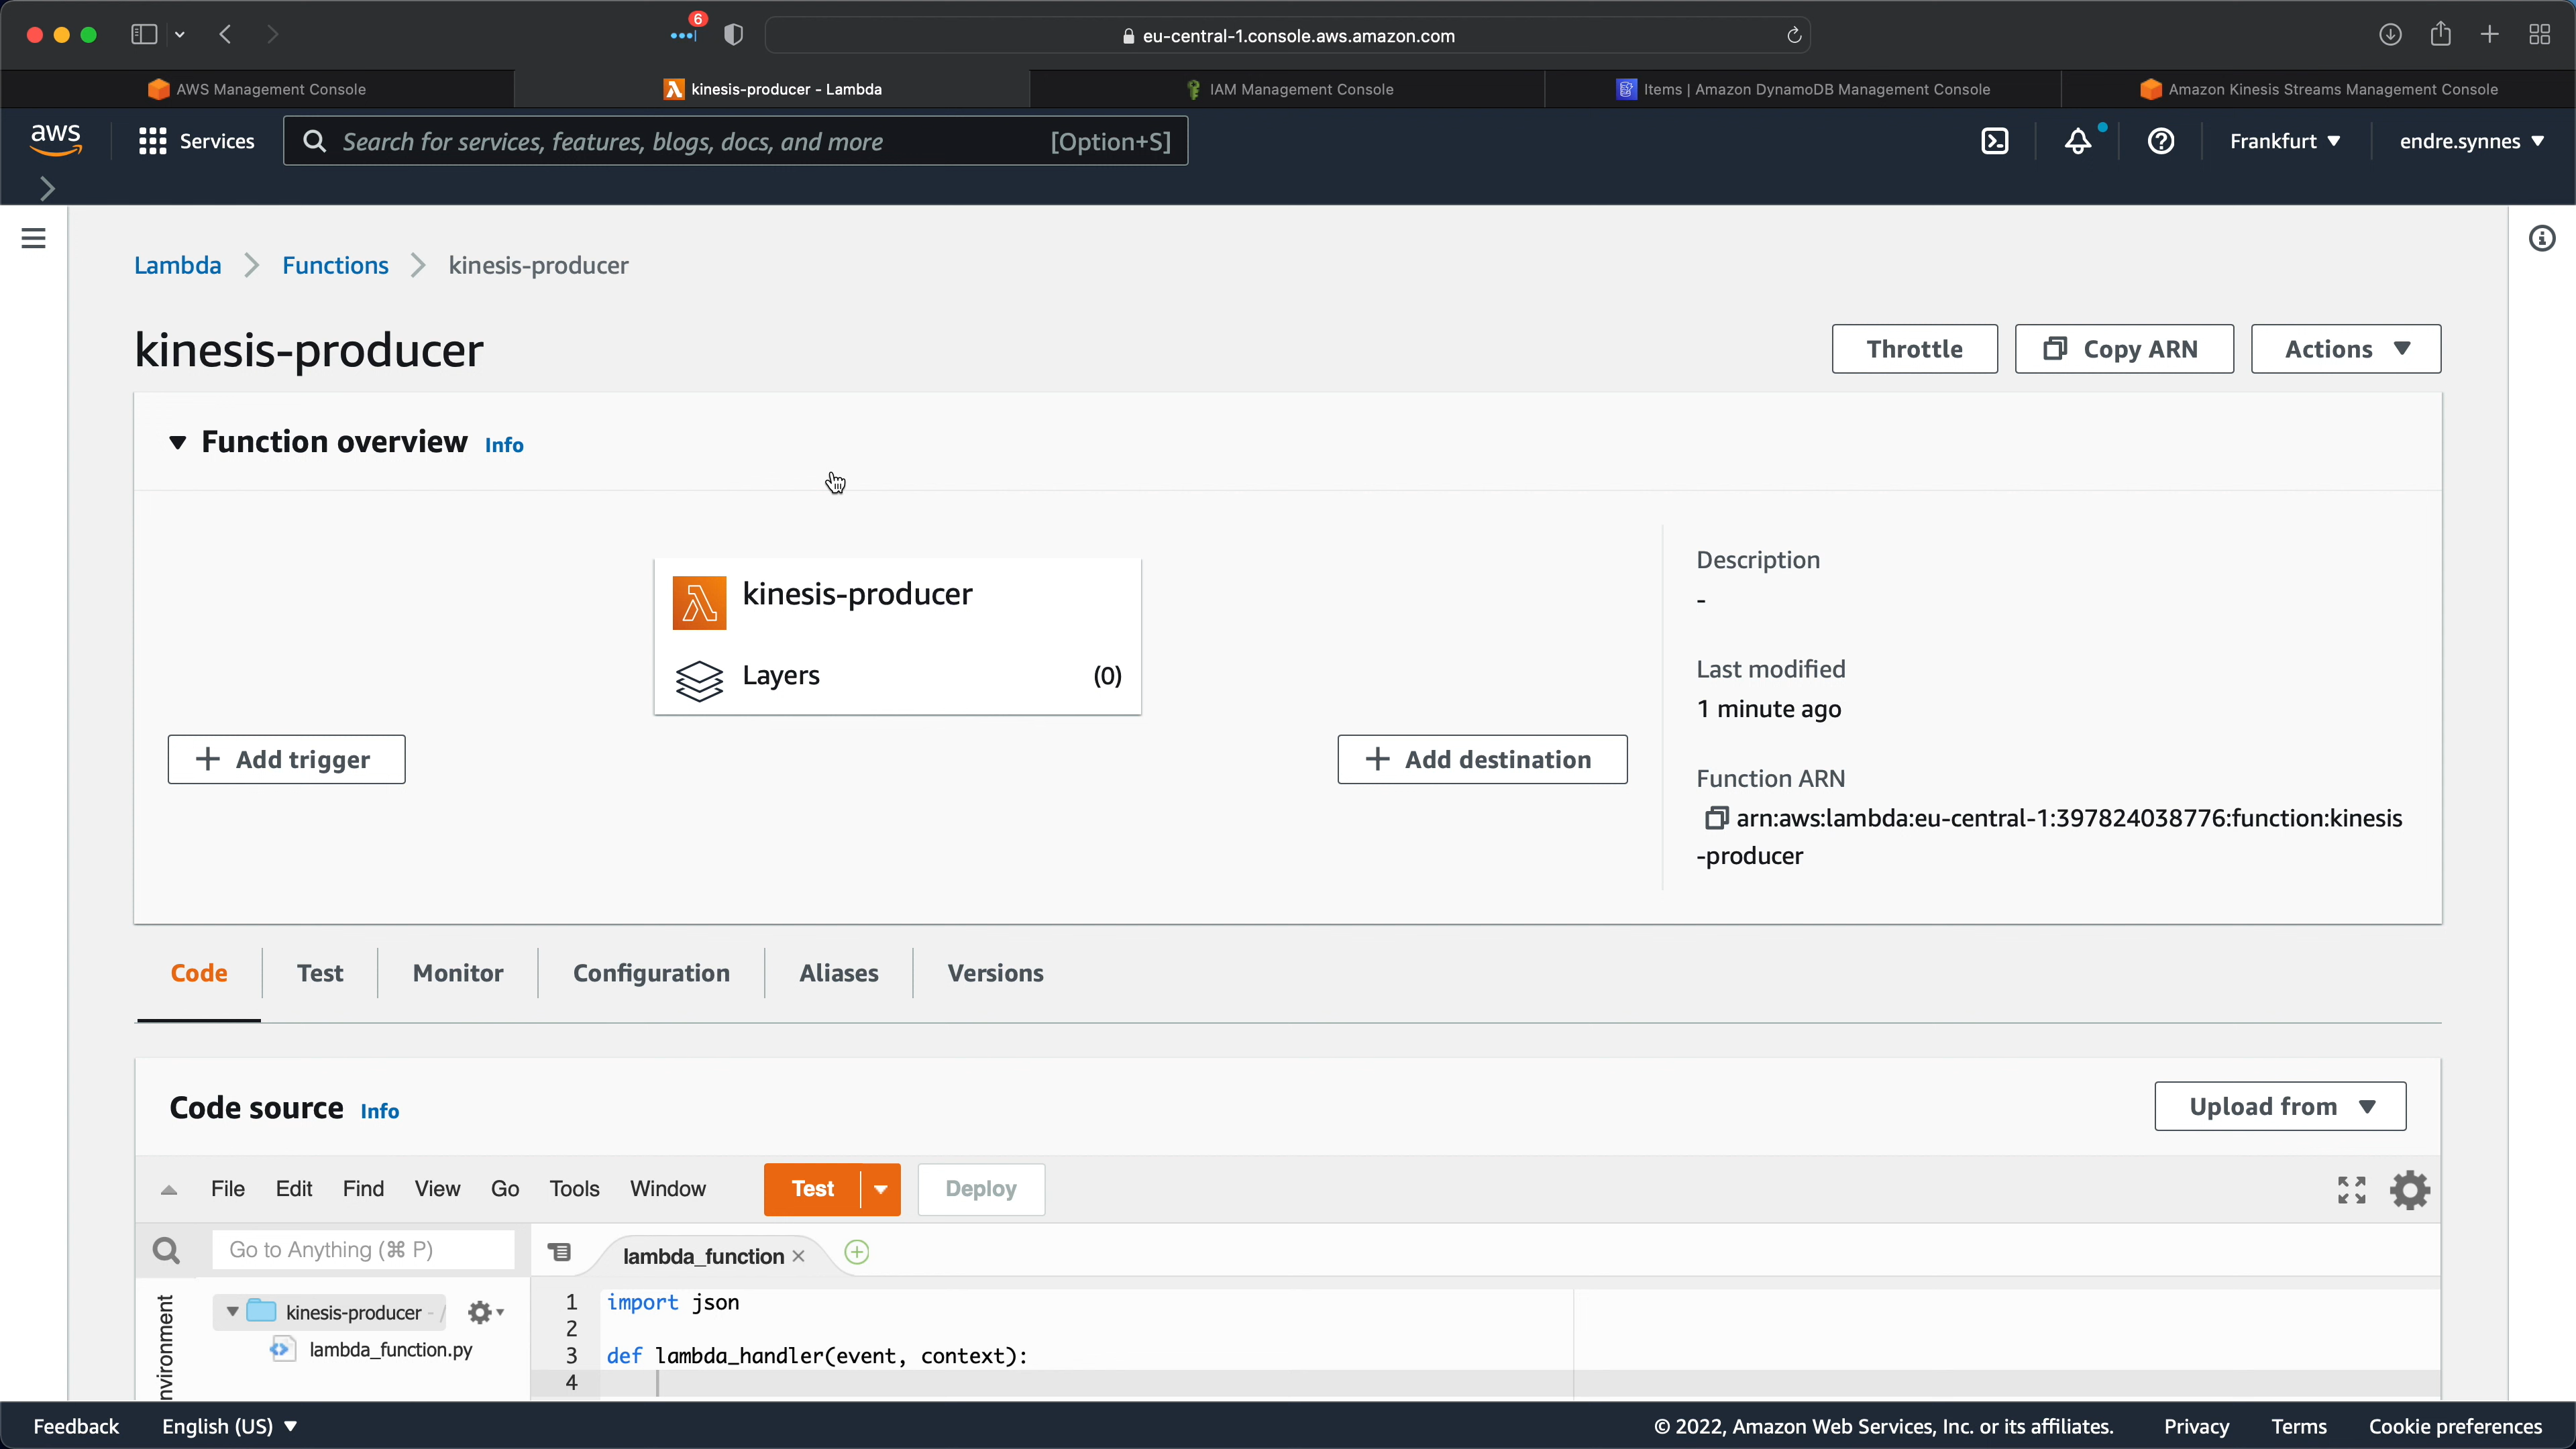 6
eu-central-1.console.aws.amazon.com
AWS Management Console
kinesis-producer - Lambda
IAM Management Console
Items | Amazon DynamoDB Management Console
Amazon Kinesis Streams Management Console
aws
Services
Search for services, features, blogs, docs, and more
[Option+S]
Frankfurt
endre.synnes
Lambda
Functions
kinesis-producer
kinesis-producer
Throttle
Copy ARN
Actions
Function overview Info
kinesis-producer
Layers (0)
Add trigger
Add destination
Description
-
Last modified
1 minute ago
Function ARN
arn:aws:lambda:eu-central-1:397824038776:function:kinesis
-producer
Code
Test
Monitor
Configuration
Aliases
Versions
Code source Info
Upload from
File Edit Find View Go Tools Window
Test
Deploy
Go to Anything (⌘ P)
lambda_function
nvironment
kinesis-producer - /
lambda_function.py
1 import json
2
3 def lambda_handler(event, context):
4
Feedback
English (US)
© 2022, Amazon Web Services, Inc. or its affiliates.
Privacy
Terms
Cookie preferences